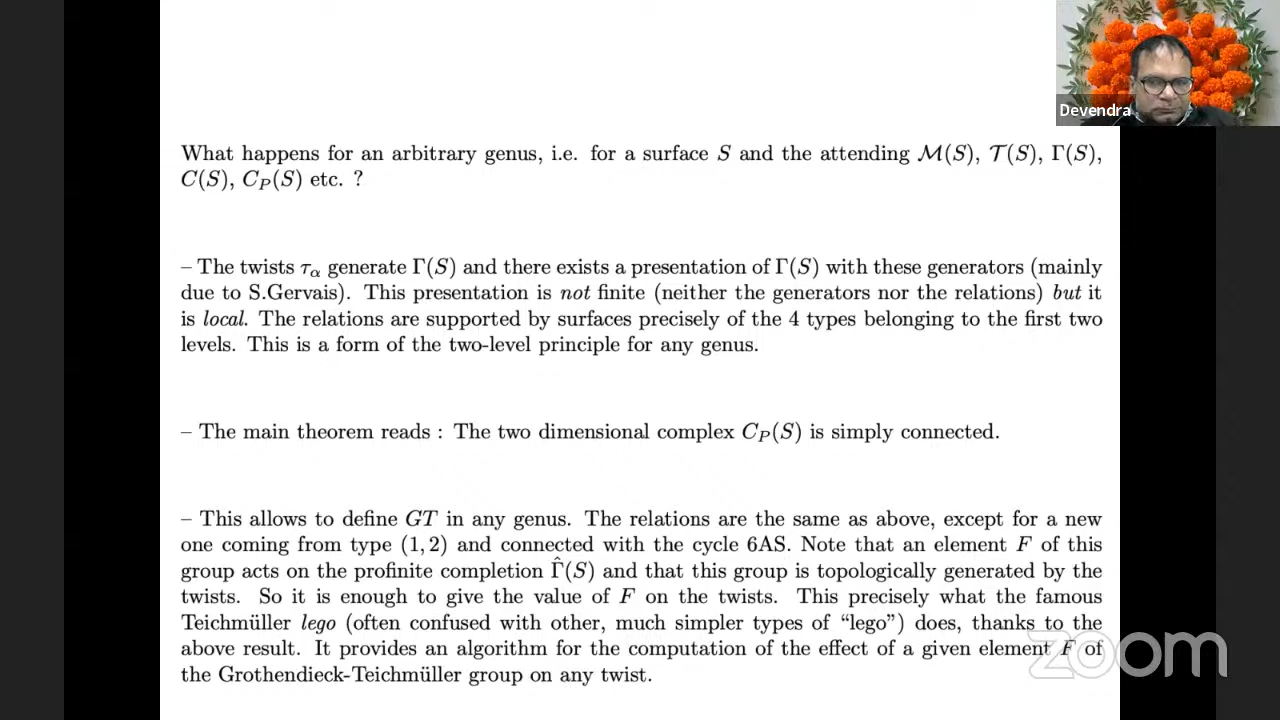 Devendra
What happens for an arbitrary genus, i.e. for a surface S and the attending M(S), T(S), Γ(S),
C(S), C_P(S) etc. ?
– The twists τ_α generate Γ(S) and there exists a presentation of Γ(S) with these generators (mainly
due to S.Gervais). This presentation is not finite (neither the generators nor the relations) but it
is local. The relations are supported by surfaces precisely of the 4 types belonging to the first two
levels. This is a form of the two-level principle for any genus.
– The main theorem reads : The two dimensional complex C_P(S) is simply connected.
– This allows to define GT in any genus. The relations are the same as above, except for a new
one coming from type (1, 2) and connected with the cycle 6AS. Note that an element F of this
group acts on the profinite completion Γ̂(S) and that this group is topologically generated by the
twists. So it is enough to give the value of F on the twists. This precisely what the famous
Teichmüller lego (often confused with other, much simpler types of “lego”) does, thanks to the
above result. It provides an algorithm for the computation of the effect of a given element F of
the Grothendieck-Teichmüller group on any twist.
zoom